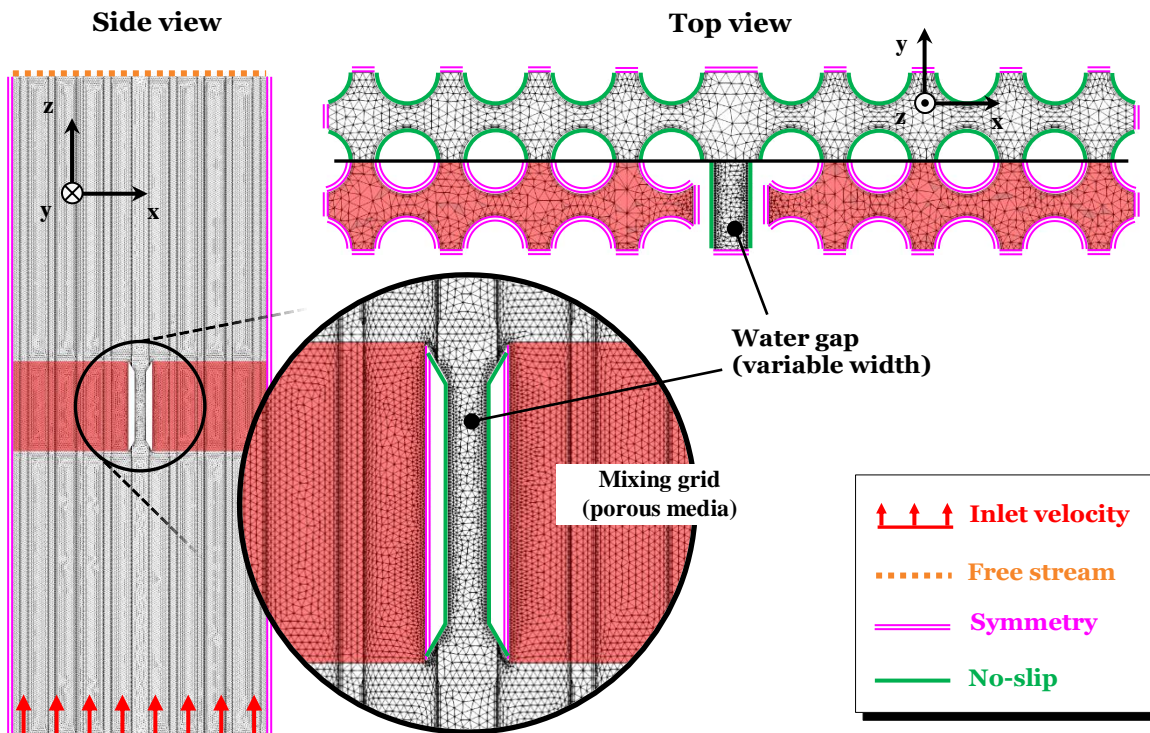 Side view
Top view
z
y
x
y
z
x
Water gap
(variable width)
Mixing grid
(porous media)
Inlet velocity
Free stream
Symmetry
No-slip